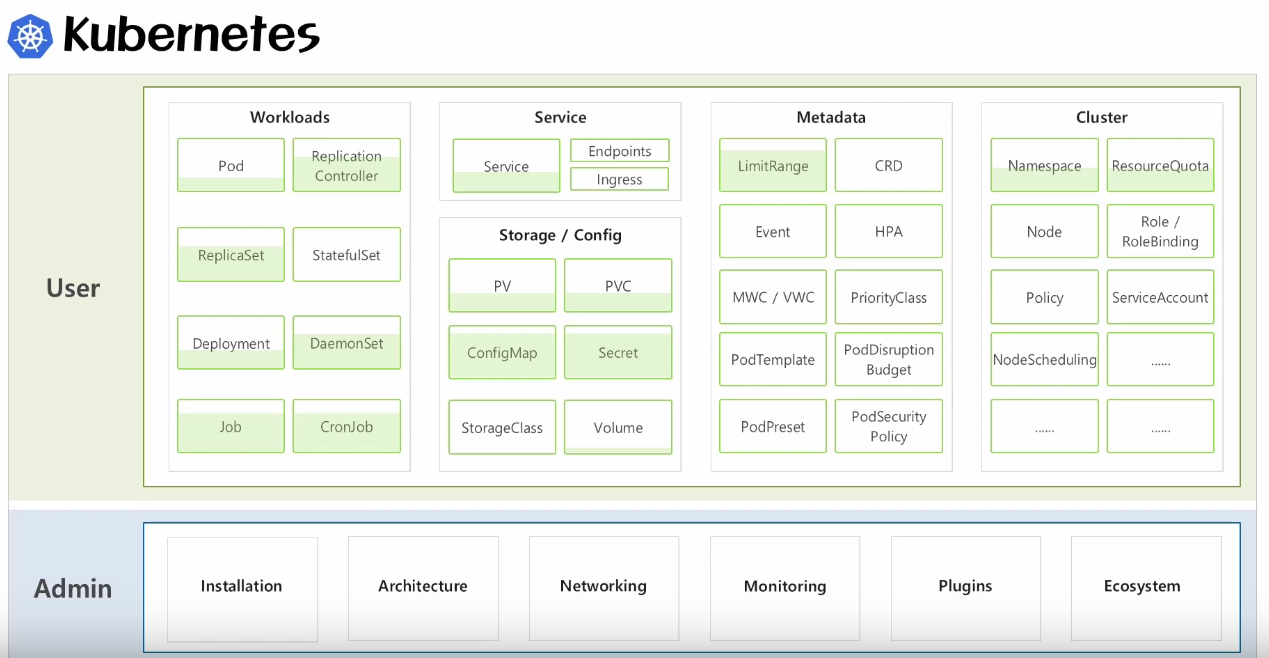 Kubernetes
User
Workloads
Pod
Replication
Controller
ReplicaSet
StatefulSet
Deployment
DaemonSet
Job
CronJob
Service
Service
Endpoints
Ingress
Storage / Config
PV
PVC
ConfigMap
Secret
StorageClass
Volume
Metadata
LimitRange
CRD
Event
HPA
MWC / VWC
PriorityClass
PodTemplate
PodDisruption
Budget
PodPreset
PodSecurity
Policy
Cluster
Namespace
ResourceQuota
Node
Role /
RoleBinding
Policy
ServiceAccount
NodeScheduling
......
......
......
Admin
Installation
Architecture
Networking
Monitoring
Plugins
Ecosystem